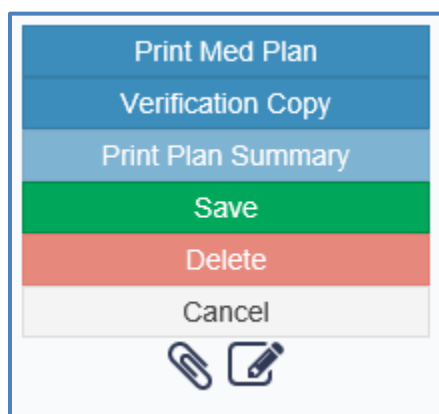 Print Med Plan
Verification Copy
Print Plan Summary
Save
Delete
Cancel